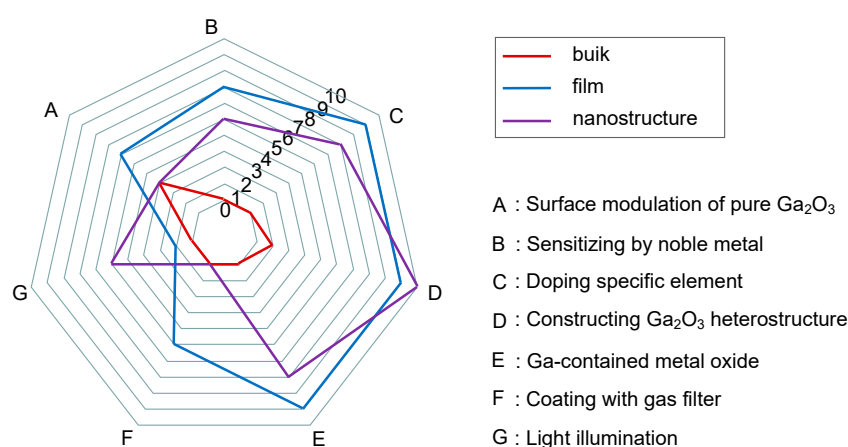 B
A
C
D
E
F
G
0
1
2
3
4
5
6
7
8
9
10
buik
film
nanostructure
A : Surface modulation of pure Ga₂O₃
B : Sensitizing by noble metal
C : Doping specific element
D : Constructing Ga₂O₃ heterostructure
E : Ga-contained metal oxide
F : Coating with gas filter
G : Light illumination